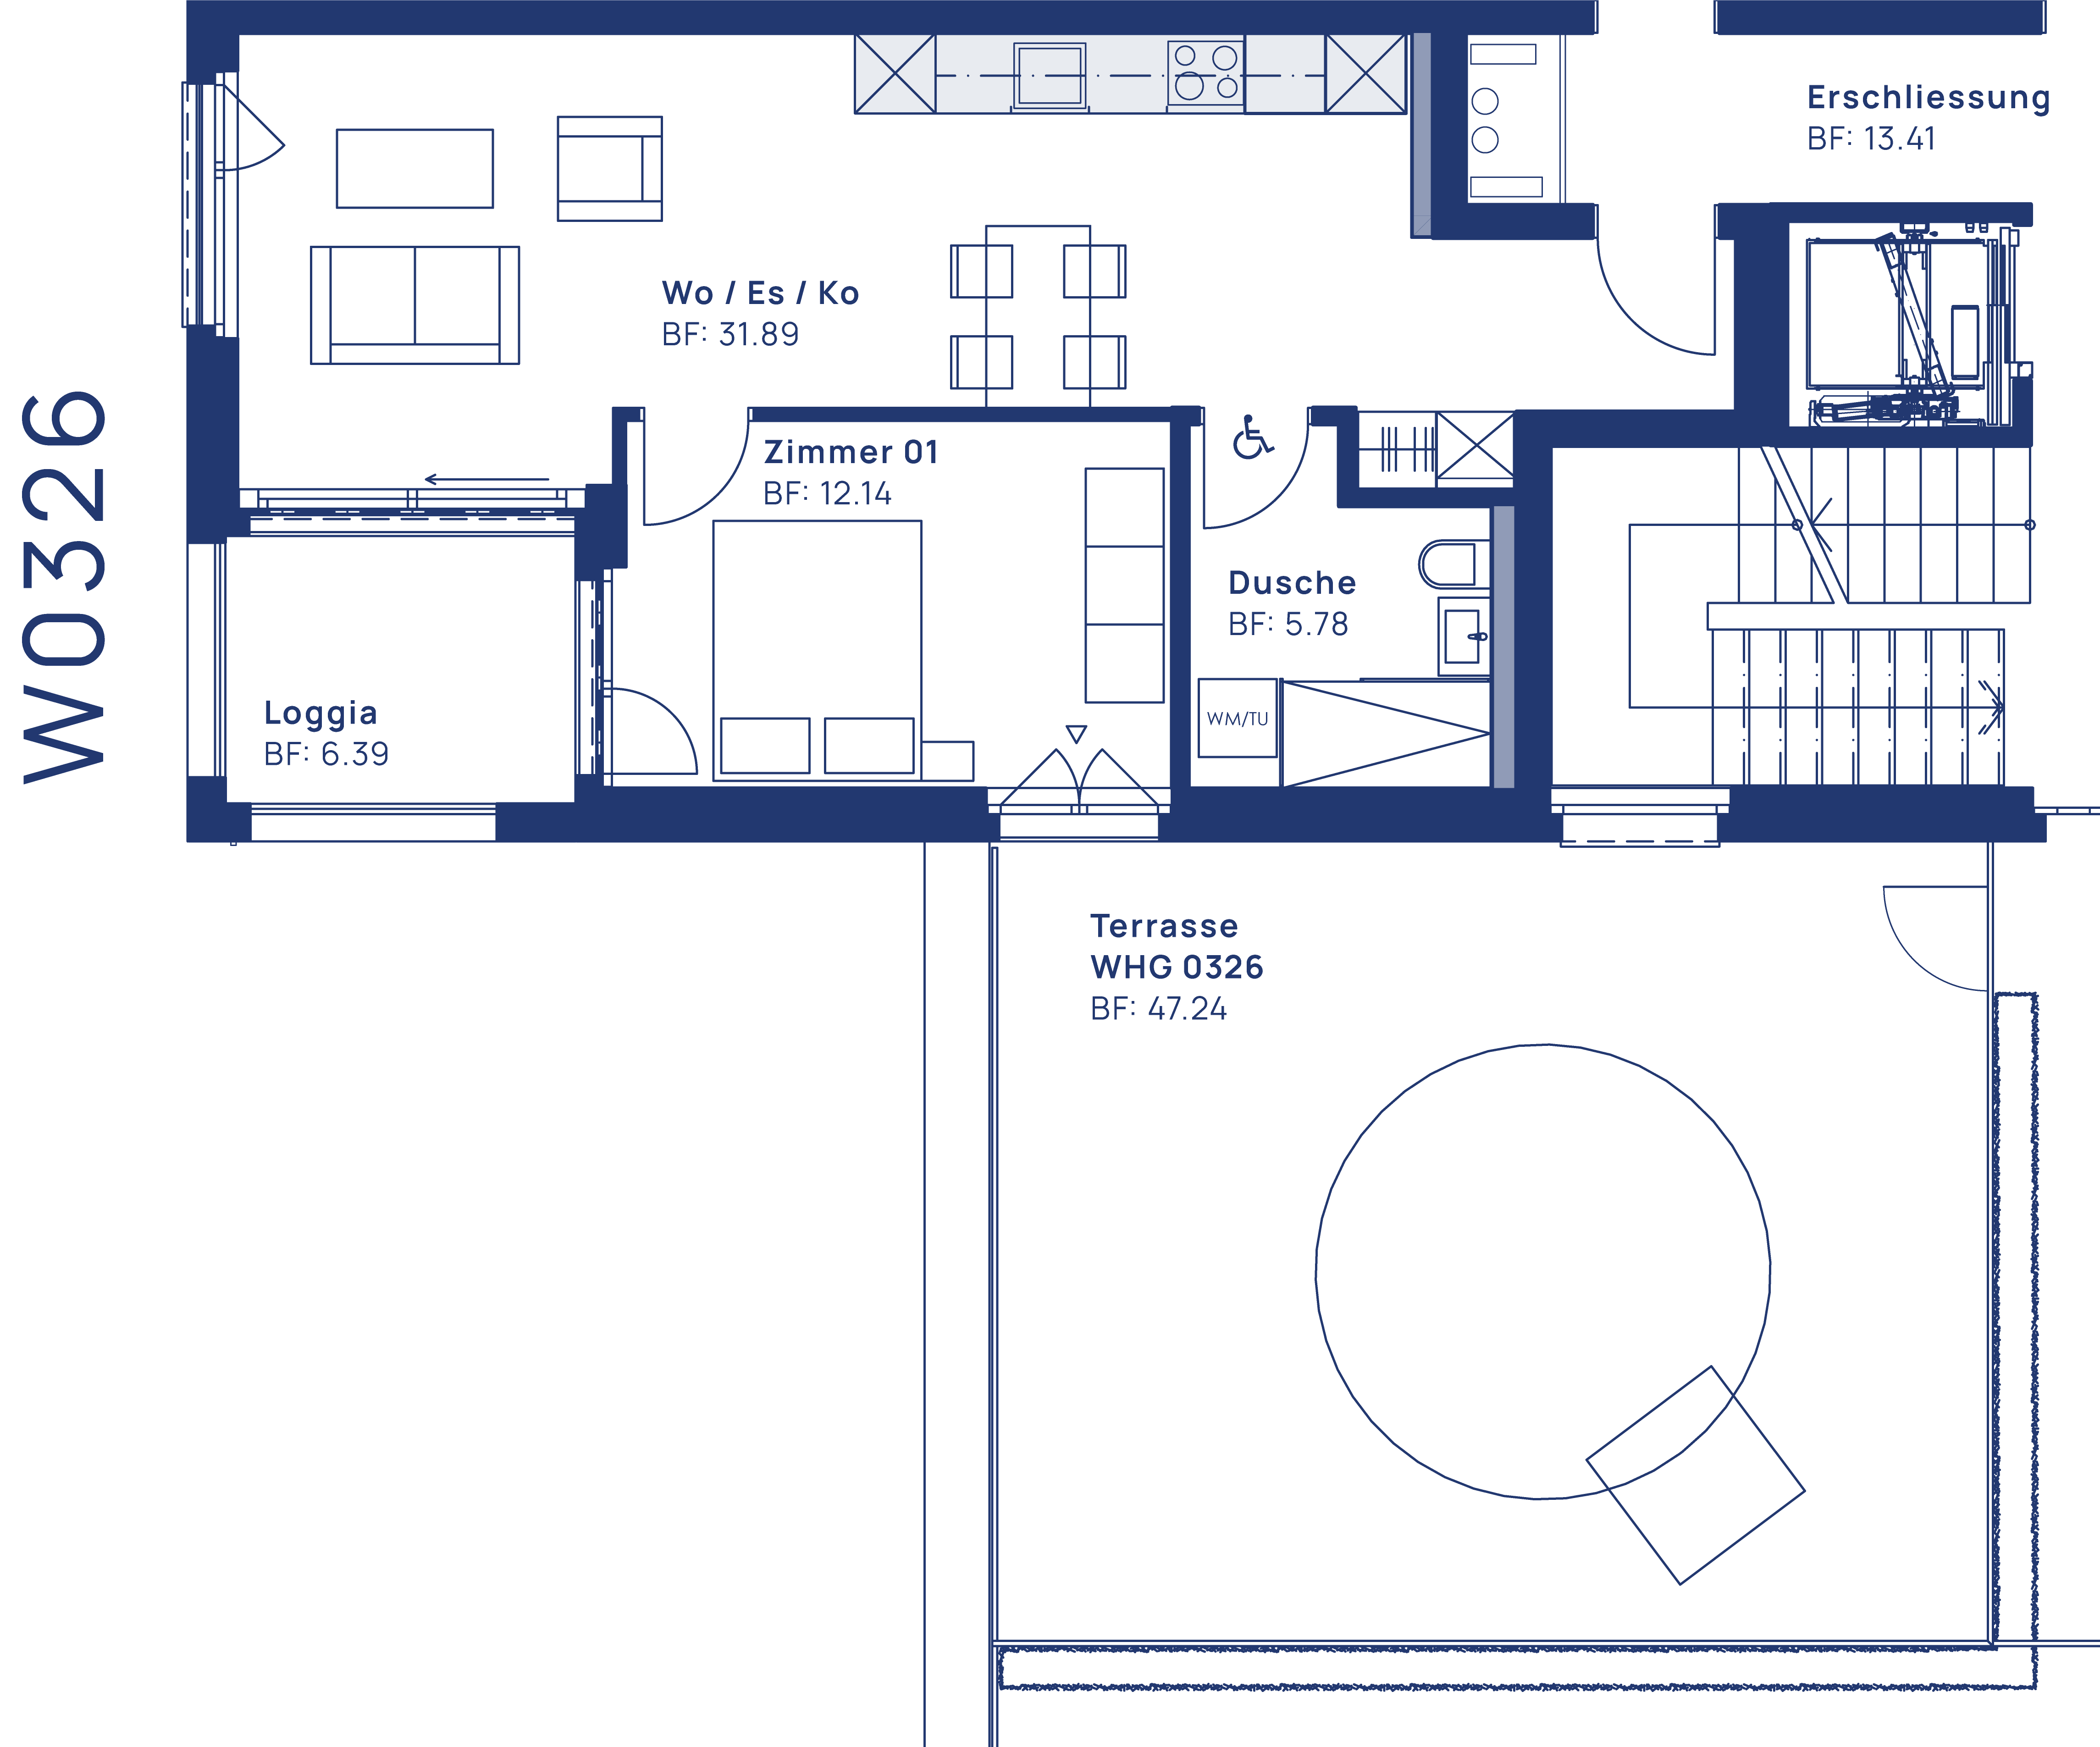 W0326
Erschliessung
BF: 13.41
Wo / Es / Ko
BF: 31.89
Zimmer 01
BF: 12.14
Dusche
BF: 5.78
WM/TU
Loggia
BF: 6.39
Terrasse
WHG 0326
BF: 47.24